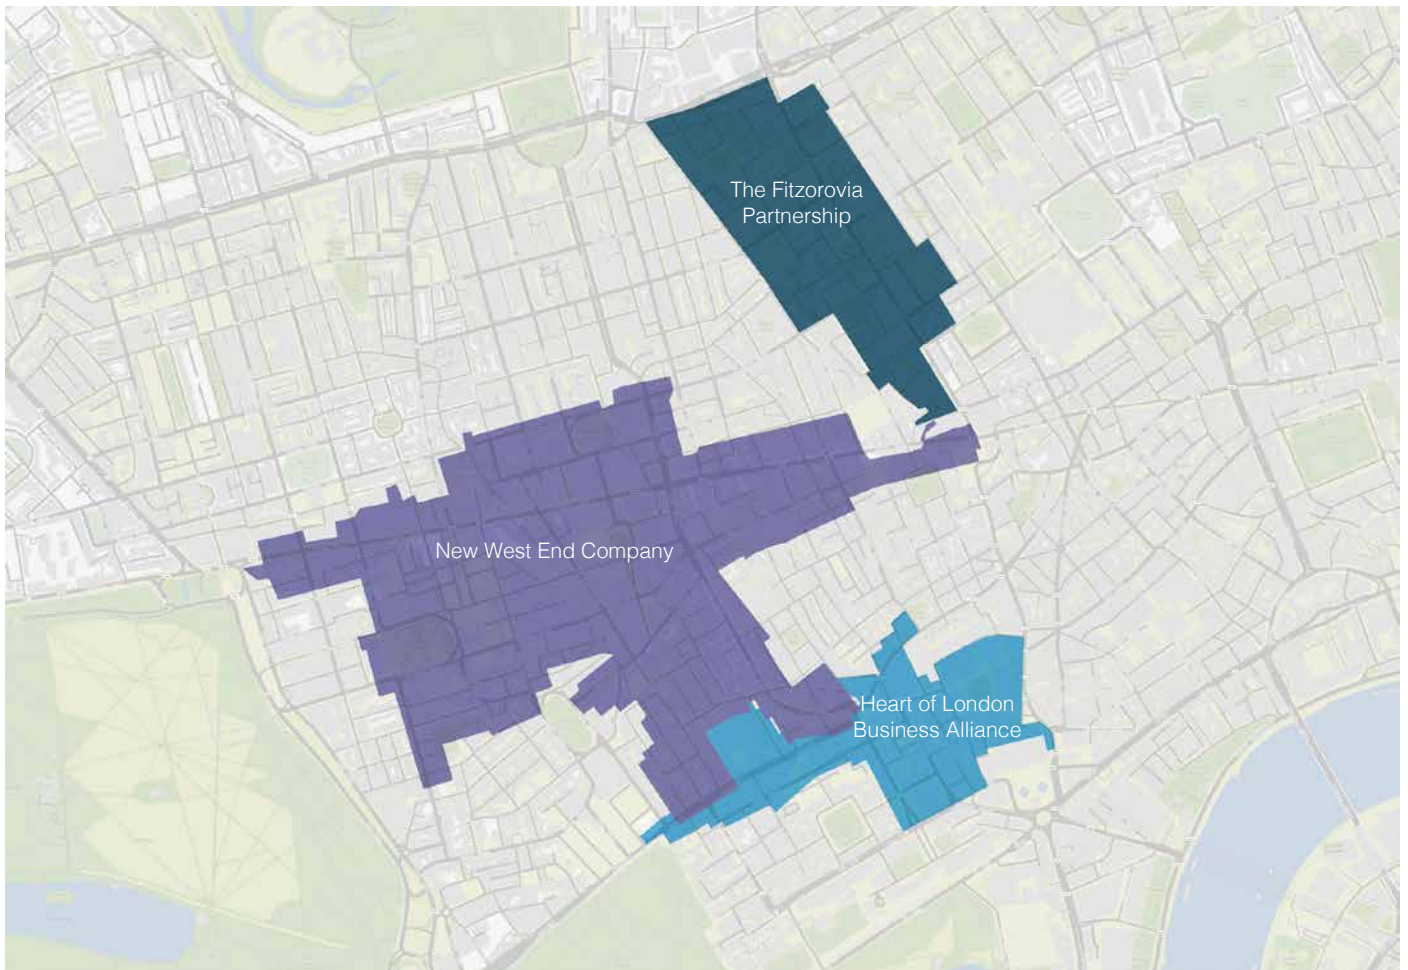 The Fitzorovia
Partnership
New West End Company
Heart of London
Business Alliance